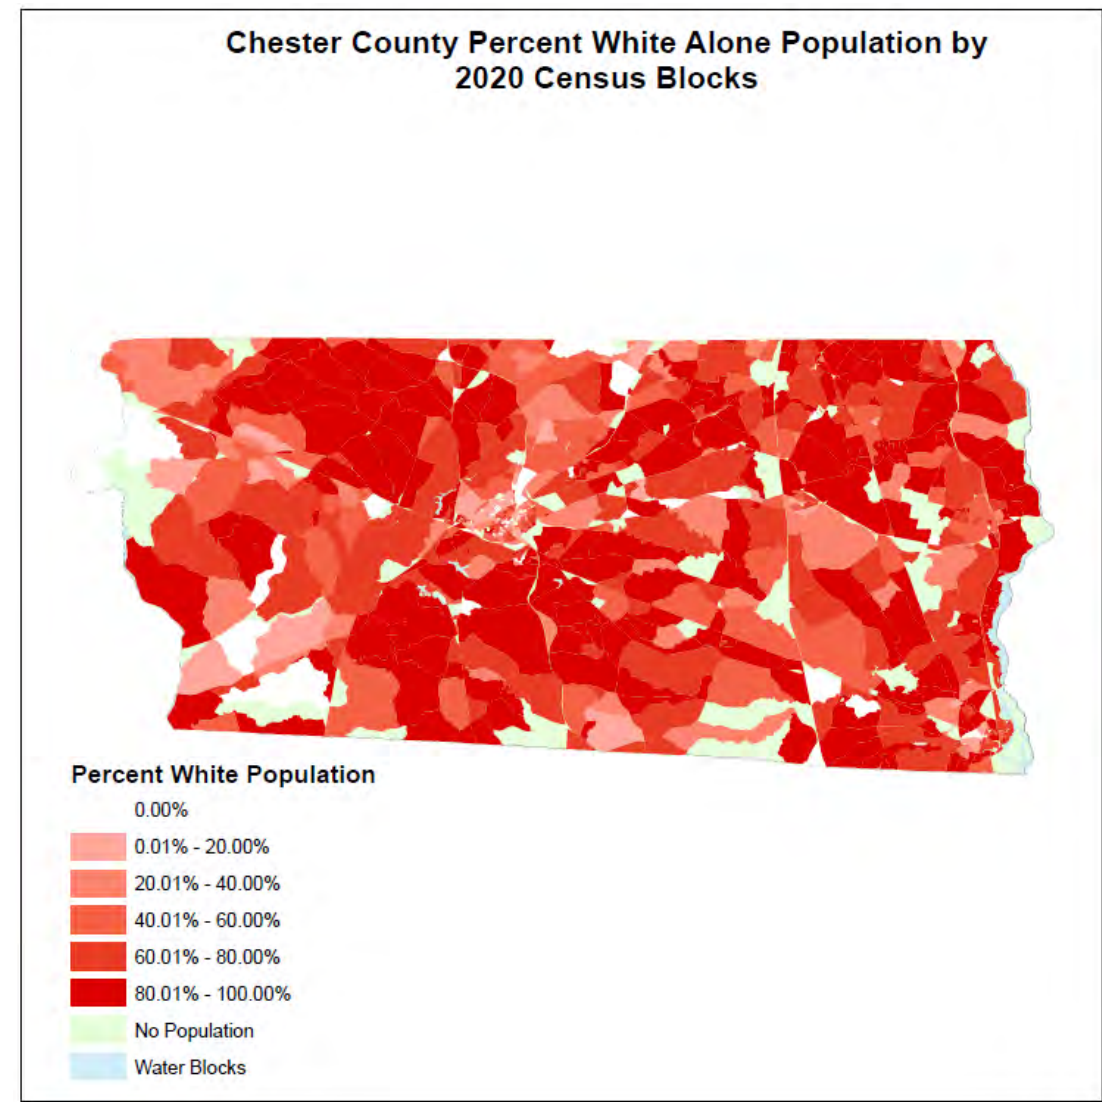 Chester County Percent White Alone Population by
2020 Census Blocks
Percent White Population
0.00%
0.01% - 20.00%
20.01% - 40.00%
40.01% - 60.00%
60.01% - 80.00%
80.01% - 100.00%
No Population
Water Blocks